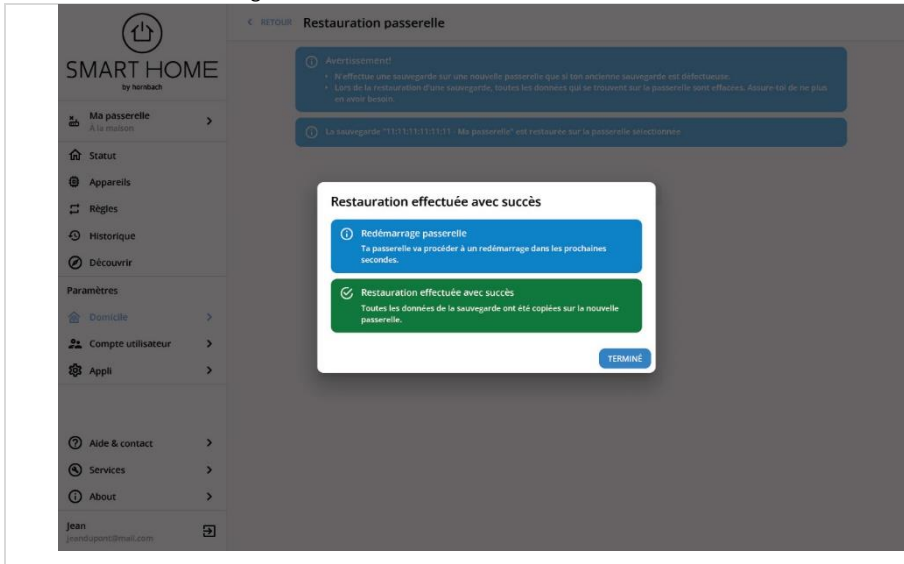 SMART HOME
by hornbach
Ma passerelle
À la maison
Statut
Appareils
Règles
Historique
Découvrir
Paramètres
Domicile
Compte utilisateur
Appli
Aide & contact
Services
About
Jean
jeandupont@mail.com
RETOUR Restauration passerelle
Avertissement!
• N'effectue une sauvegarde sur une nouvelle passerelle que si ton ancienne sauvegarde est défectueuse.
• Lors de la restauration d'une sauvegarde, toutes les données qui se trouvent sur la passerelle sont effacées. Assure-toi de ne plus
en avoir besoin.
La sauvegarde "11:11:11:11:11:11 - Ma passerelle" est restaurée sur la passerelle sélectionnée
Restauration effectuée avec succès
Redémarrage passerelle
Ta passerelle va procéder à un redémarrage dans les prochaines
secondes.
Restauration effectuée avec succès
Toutes les données de la sauvegarde ont été copiées sur la nouvelle
passerelle.
TERMINÉ